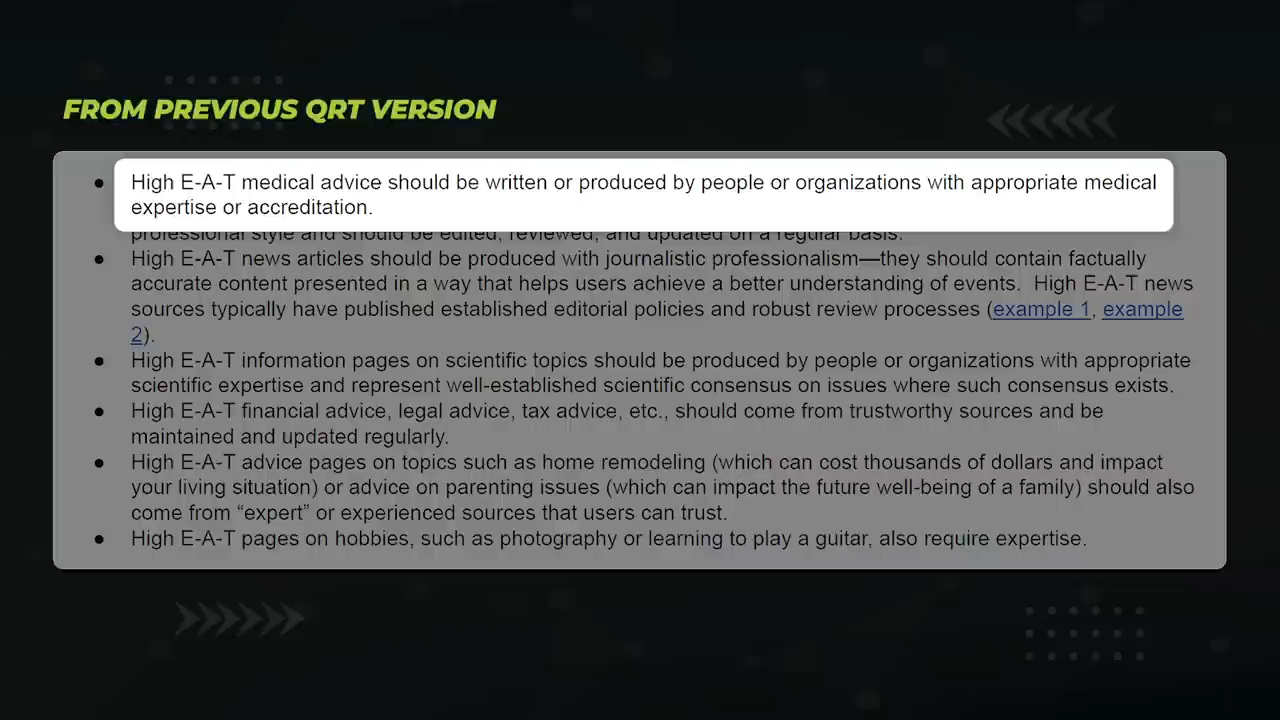 FROM PREVIOUS QRT VERSION
● High E-A-T medical advice should be written or produced by people or organizations with appropriate medical
expertise or accreditation.
professional style and should be edited, reviewed, and updated on a regular basis.
● High E-A-T news articles should be produced with journalistic professionalism—they should contain factually
accurate content presented in a way that helps users achieve a better understanding of events. High E-A-T news
sources typically have published established editorial policies and robust review processes (example 1, example
2).
● High E-A-T information pages on scientific topics should be produced by people or organizations with appropriate
scientific expertise and represent well-established scientific consensus on issues where such consensus exists.
● High E-A-T financial advice, legal advice, tax advice, etc., should come from trustworthy sources and be
maintained and updated regularly.
● High E-A-T advice pages on topics such as home remodeling (which can cost thousands of dollars and impact
your living situation) or advice on parenting issues (which can impact the future well-being of a family) should also
come from “expert” or experienced sources that users can trust.
● High E-A-T pages on hobbies, such as photography or learning to play a guitar, also require expertise.